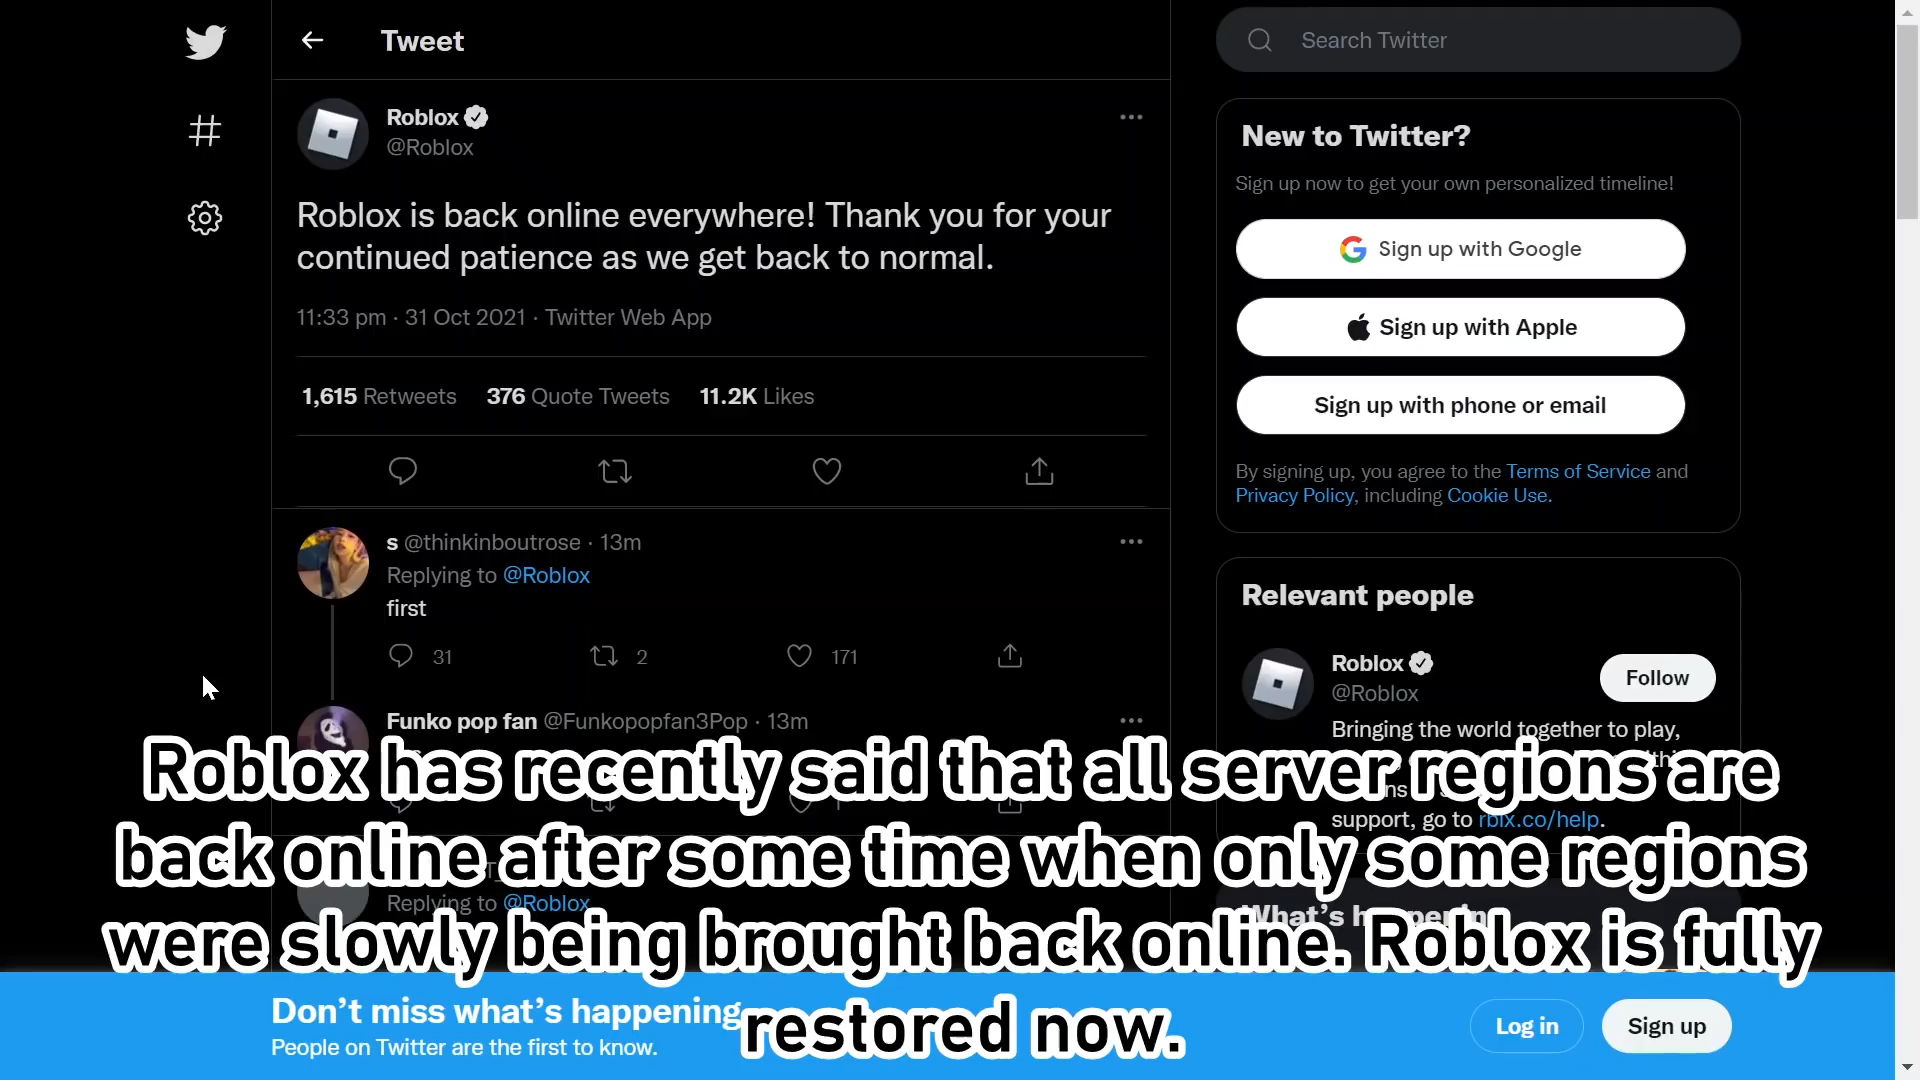 Tweet
Search Twitter
Roblox
@Roblox
Roblox is back online everywhere! Thank you for your
continued patience as we get back to normal.
11:33 pm · 31 Oct 2021 · Twitter Web App
1,615 Retweets 376 Quote Tweets 11.2K Likes
s @thinkinboutrose · 13m
Replying to @Roblox
first
31 2 171
Funko pop fan @Funkopopfan3Pop · 13m
Replying to @Roblox
New to Twitter?
Sign up now to get your own personalized timeline!
Sign up with Google
Sign up with Apple
Sign up with phone or email
By signing up, you agree to the Terms of Service and
Privacy Policy, including Cookie Use.
Relevant people
Roblox
@Roblox
Follow
Bringing the world together to play,
support, go to rblx.co/help.
What's happening
Roblox has recently said that all server regions are
back online after some time when only some regions
were slowly being brought back online. Roblox is fully
restored now.
Don't miss what's happening
People on Twitter are the first to know.
Log in
Sign up